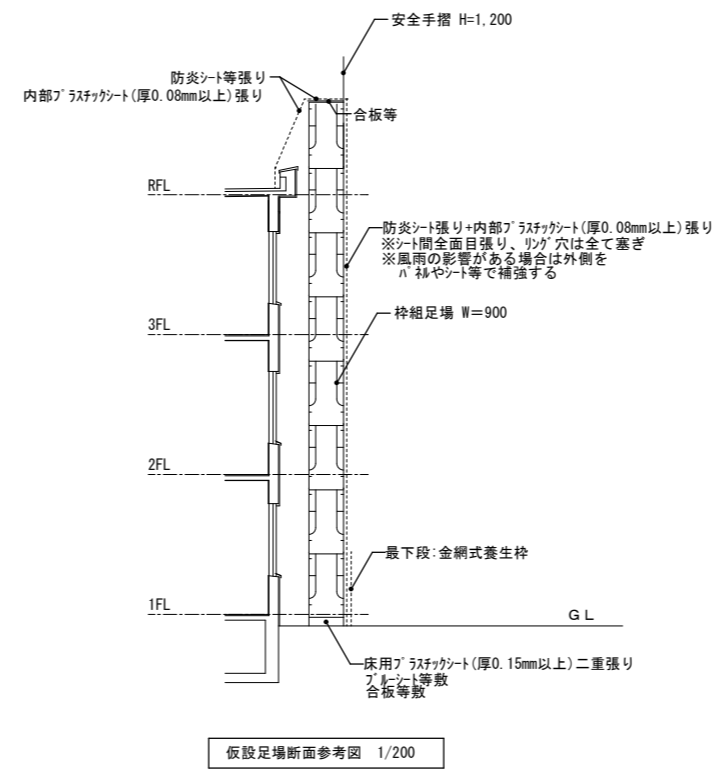 安全手摺 H=1,200
防炎シート等張り
内部プラスチックシート(厚0.08mm以上)張り
合板等
RFL
防炎シート張り+内部プラスチックシート(厚0.08mm以上)張り
※シート間全面目張り、リング穴は全て塞ぎ
※風雨の影響がある場合は外側を
パネルやシート等で補強する
枠組足場 W=900
3FL
2FL
最下段:金網式養生枠
1FL
GL
床用プラスチックシート(厚0.15mm以上)二重張り
ブルーシート等敷
合板等敷
仮設足場断面参考図 1/200